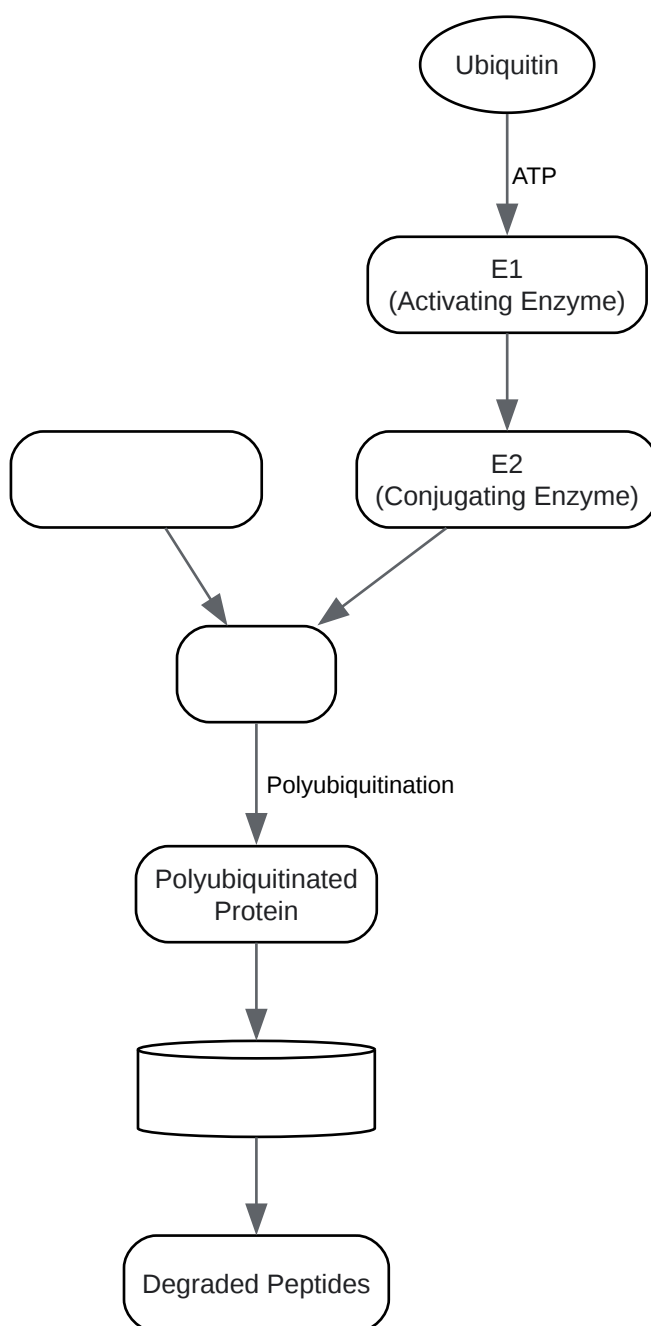 Ubiquitin
ATP
E1
(Activating Enzyme)
E2
(Conjugating Enzyme)
Polyubiquitination
Polyubiquitinated
Protein
Degraded Peptides